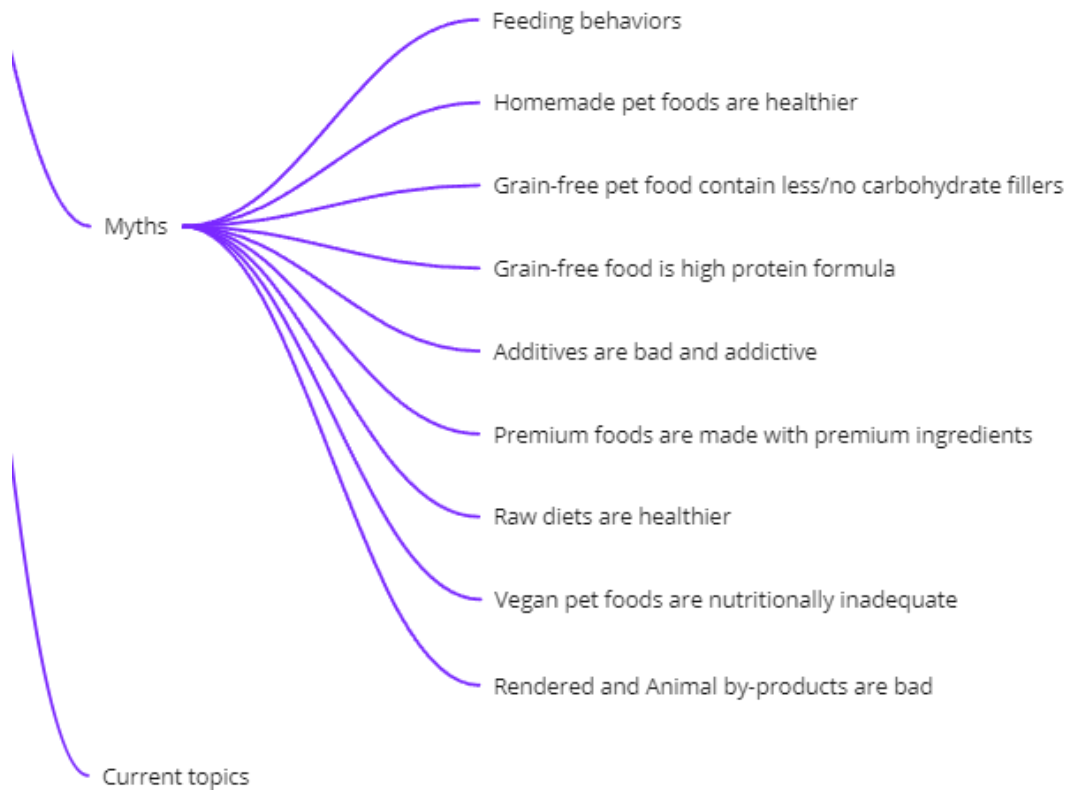 Feeding behaviors
Homemade pet foods are healthier
Grain-free pet food contain less/no carbohydrate fillers
Myths
Grain-free food is high protein formula
Additives are bad and addictive
Premium foods are made with premium ingredients
Raw diets are healthier
Vegan pet foods are nutritionally inadequate
Rendered and Animal by-products are bad
Current topics